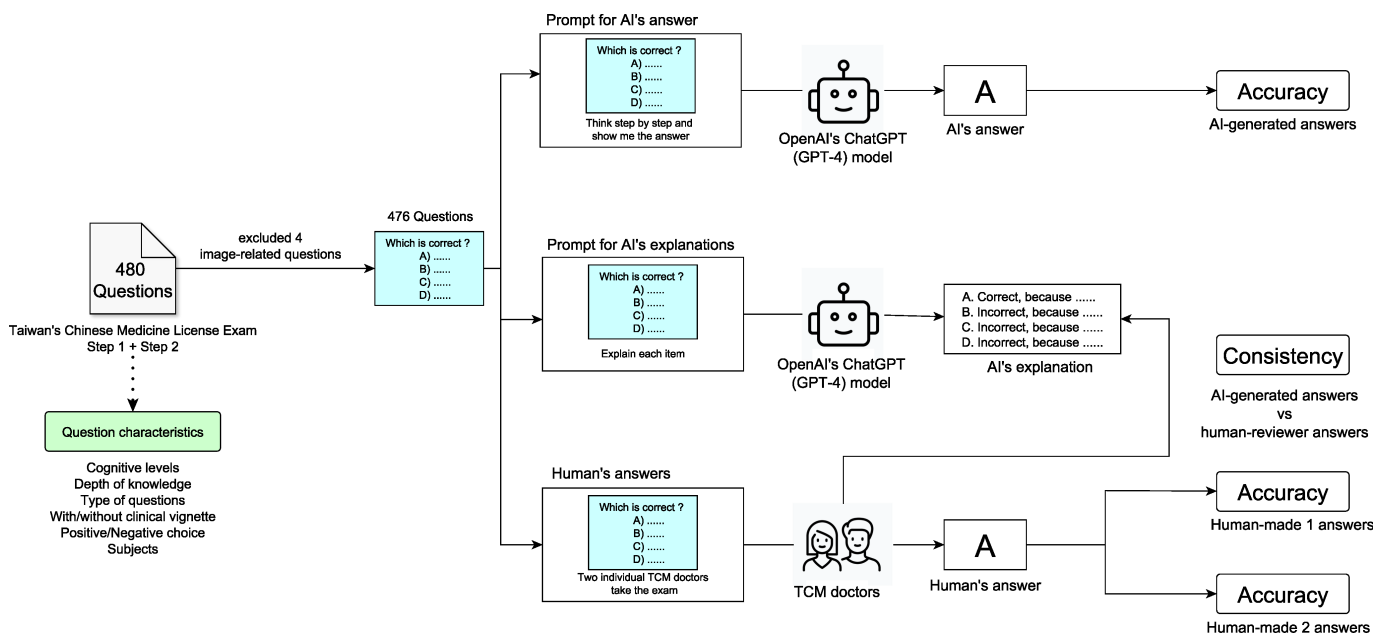 Prompt for AI's answer
Which is correct ?
A) ......
B) ......
C) ......
D) ......
Think step by step and
show me the answer
OpenAI's ChatGPT
(GPT-4) model
A
AI's answer
Accuracy
AI-generated answers
480
Questions
Taiwan's Chinese Medicine License Exam
Step 1 + Step 2
excluded 4
image-related questions
476 Questions
Which is correct ?
A) ......
B) ......
C) ......
D) ......
Question characteristics
Cognitive levels
Depth of knowledge
Type of questions
With/without clinical vignette
Positive/Negative choice
Subjects
Prompt for AI's explanations
Which is correct ?
A) ......
B) ......
C) ......
D) ......
Explain each item
OpenAI's ChatGPT
(GPT-4) model
A. Correct, because ......
B. Incorrect, because ......
C. Incorrect, because ......
D. Incorrect, because ......
AI's explanation
Consistency
AI-generated answers
vs
human-reviewer answers
Human's answers
Which is correct ?
A) ......
B) ......
C) ......
D) ......
Two individual TCM doctors
take the exam
TCM doctors
A
Human's answer
Accuracy
Human-made 1 answers
Accuracy
Human-made 2 answers